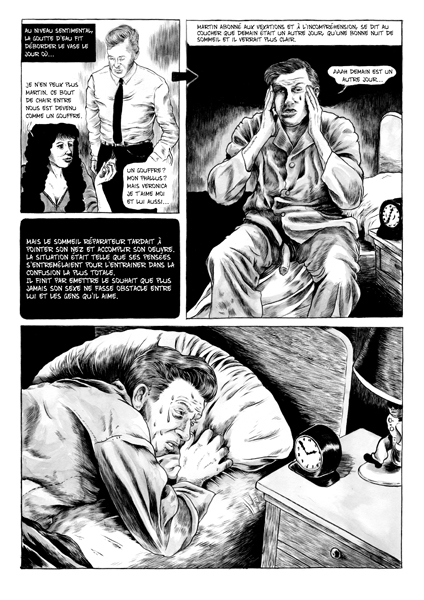 AU NIVEAU SENTIMENTAL,
LA GOUTTE D'EAU FIT
DÉBORDER LE VASE LE
JOUR OÙ...
JE N'EN PEUX PLUS
MARTIN. CE BOUT
DE CHAIR ENTRE
NOUS EST DEVENU
COMME UN GOUFFRE.
UN GOUFFRE?
MON PHALLUS?
MAIS VERONICA
JE T'AIME MOI
ET LUI AUSSI...
MARTIN ABONNÉ AUX VEXATIONS ET À L'INCOMPRÉHENSION, SE DIT AU
COUCHER QUE DEMAIN ÉTAIT UN AUTRE JOUR, QU'UNE BONNE NUIT DE
SOMMEIL ET IL VERRAIT PLUS CLAIR.
AAAH DEMAIN EST UN
AUTRE JOUR...
MAIS LE SOMMEIL RÉPARATEUR TARDAIT À
POINTER SON NEZ ET ACCOMPLIR SON OEUVRE.
LA SITUATION ÉTAIT TELLE QUE SES PENSÉES
S'ENTREMÊLAIENT POUR L'ENTRAINER DANS LA
CONFUSION LA PLUS TOTALE.
IL FINIT PAR EMETTRE LE SOUHAIT QUE PLUS
JAMAIS SON SEXE NE FASSE OBSTACLE ENTRE
LUI ET LES GENS QU'IL AIME.